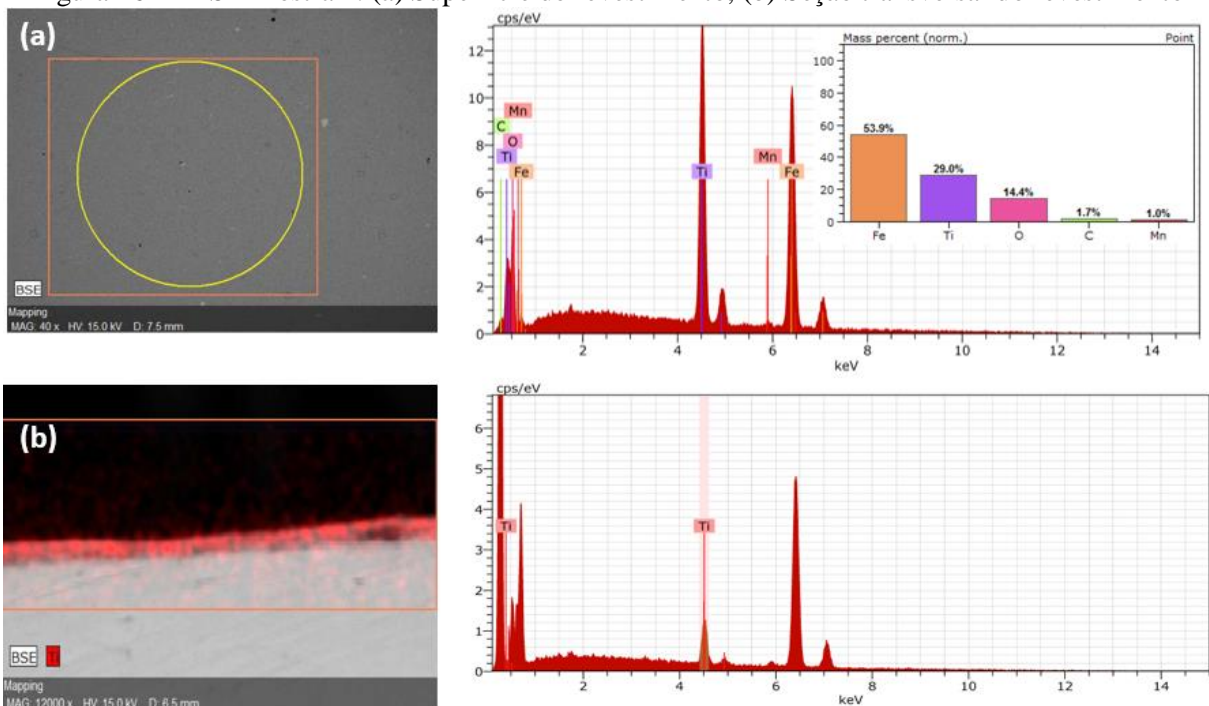 (a)
BSE
Mapping
MAG: 40 x HV: 15.0 kV D: 7.5 mm
cps/eV
12
10
8
6
4
2
0
Mn
C
O
Ti
Fe
Ti
Mn
Fe
2 4 6 8 10 12 14
keV
Mass percent (norm.) Point
100
80
60
40
20
0
53.9%
29.0%
14.4%
1.7%
1.0%
Fe Ti O C Mn
(b)
BSE Ti
Mapping
MAG: 12000 x HV: 15.0 kV D: 6.5 mm
cps/eV
6
5
4
3
2
1
0
Ti
Ti
2 4 6 8 10 12 14
keV